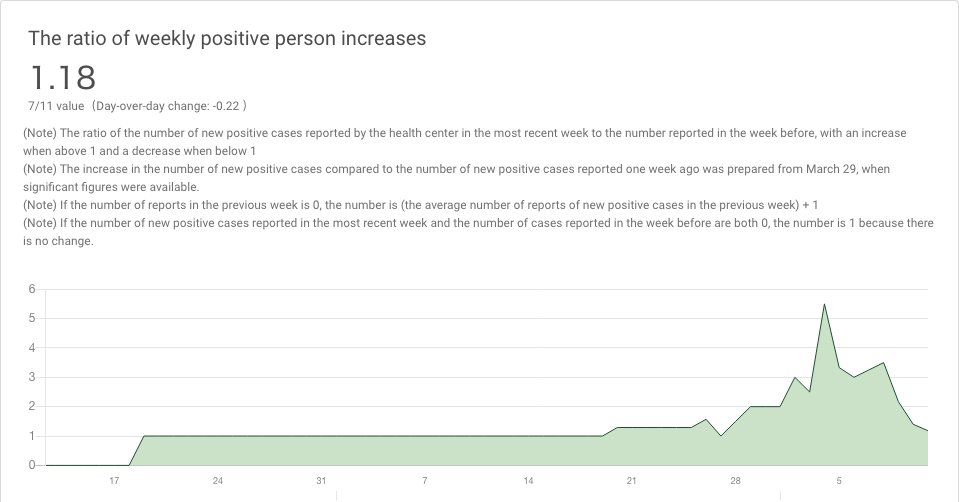 The ratio of weekly positive person increases
1.18
7/11 value（Day-over-day change: -0.22 ）
(Note) The ratio of the number of new positive cases reported by the health center in the most recent week to the number reported in the week before, with an increase
when above 1 and a decrease when below 1
(Note) The increase in the number of new positive cases compared to the number of new positive cases reported one week ago was prepared from March 29, when
significant figures were available.
(Note) If the number of reports in the previous week is 0, the number is (the average number of reports of new positive cases in the previous week) + 1
(Note) If the number of new positive cases reported in the most recent week and the number of cases reported in the week before are both 0, the number is 1 because there
is no change.
6
5
4
3
2
1
0
17 24 31 7 14 21 28 5